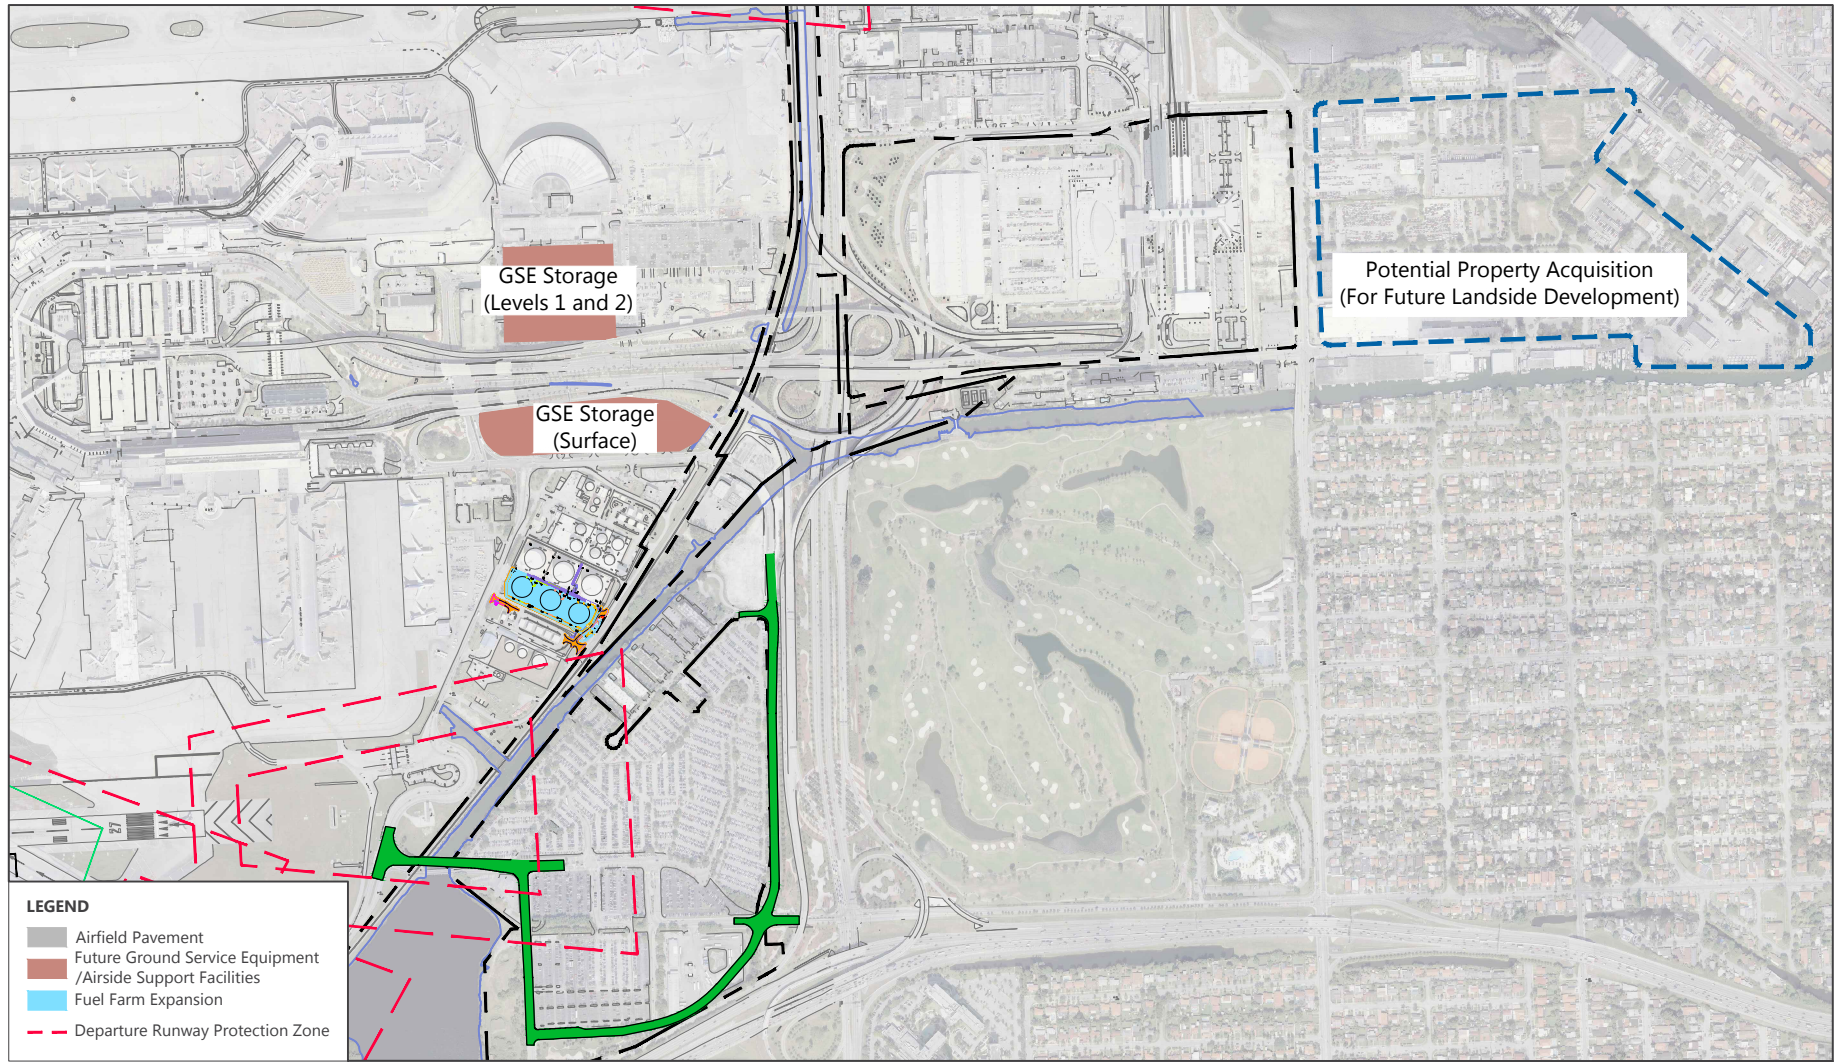 GSE Storage
(Levels 1 and 2)
Potential Property Acquisition
(For Future Landside Development)
GSE Storage
(Surface)
27
LEGEND
Airfield Pavement
Future Ground Service Equipment
/Airside Support Facilities
Fuel Farm Expansion
Departure Runway Protection Zone